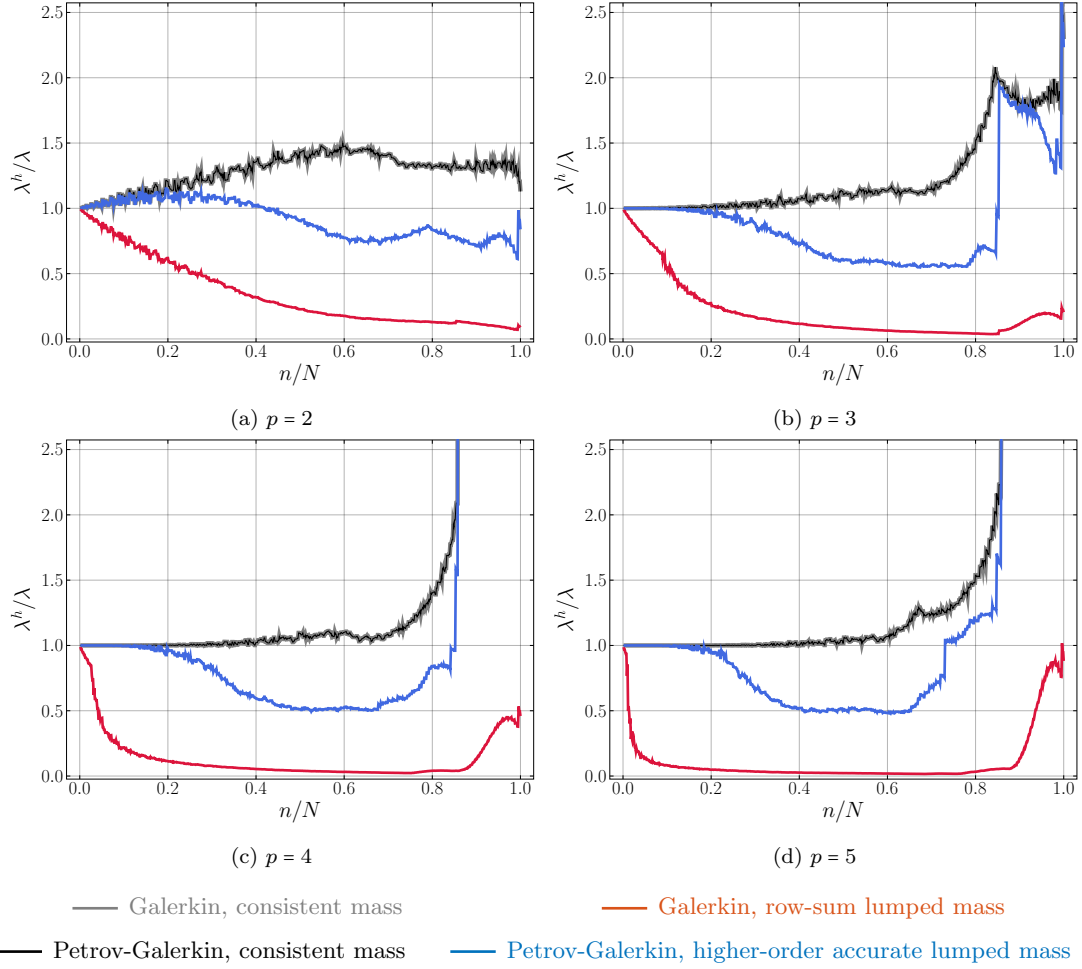 2.5
2.0
1.5
1.0
0.5
0.0
λ^h/λ
0.0 0.2 0.4 0.6 0.8 1.0
n/N
(a) p = 2
2.5
2.0
1.5
1.0
0.5
0.0
λ^h/λ
0.0 0.2 0.4 0.6 0.8 1.0
n/N
(b) p = 3
2.5
2.0
1.5
1.0
0.5
0.0
λ^h/λ
0.0 0.2 0.4 0.6 0.8 1.0
n/N
(c) p = 4
2.5
2.0
1.5
1.0
0.5
0.0
λ^h/λ
0.0 0.2 0.4 0.6 0.8 1.0
n/N
(d) p = 5
Galerkin, consistent mass
Galerkin, row-sum lumped mass
Petrov-Galerkin, consistent mass
Petrov-Galerkin, higher-order accurate lumped mass